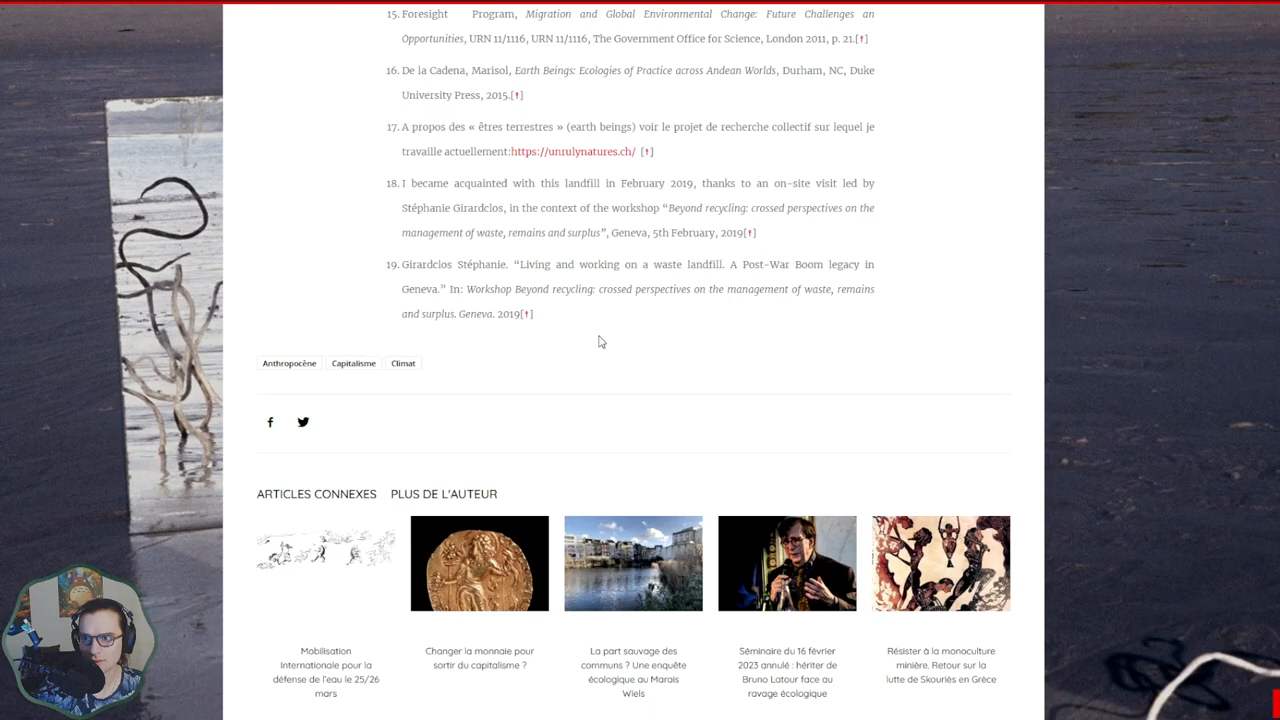 15. Foresight Program, Migration and Global Environmental Change: Future Challenges an
Opportunities, URN 11/1116, URN 11/1116, The Government Office for Science, London 2011, p. 21.[↑]
16. De la Cadena, Marisol, Earth Beings: Ecologies of Practice across Andean Worlds, Durham, NC, Duke
University Press, 2015.[↑]
17. A propos des « êtres terrestres » (earth beings) voir le projet de recherche collectif sur lequel je
travaille actuellement:https://unrulynatures.ch/ [↑]
18. I became acquainted with this landfill in February 2019, thanks to an on-site visit led by
Stéphanie Girardclos, in the context of the workshop “Beyond recycling: crossed perspectives on the
management of waste, remains and surplus”, Geneva, 5th February, 2019[↑]
19. Girardclos Stéphanie. “Living and working on a waste landfill. A Post-War Boom legacy in
Geneva.” In: Workshop Beyond recycling: crossed perspectives on the management of waste, remains
and surplus. Geneva. 2019[↑]
Anthropocène Capitalisme Climat
ARTICLES CONNEXES PLUS DE L'AUTEUR
Mobilisation
Internationale pour la
défense de l'eau le 25/26
mars
Changer la monnaie pour
sortir du capitalisme ?
La part sauvage des
communs ? Une enquête
écologique au Marais
Wiels
Séminaire du 16 février
2023 annulé : hériter de
Bruno Latour face au
ravage écologique
Résister à la monoculture
minière. Retour sur la
lutte de Skouriès en Grèce